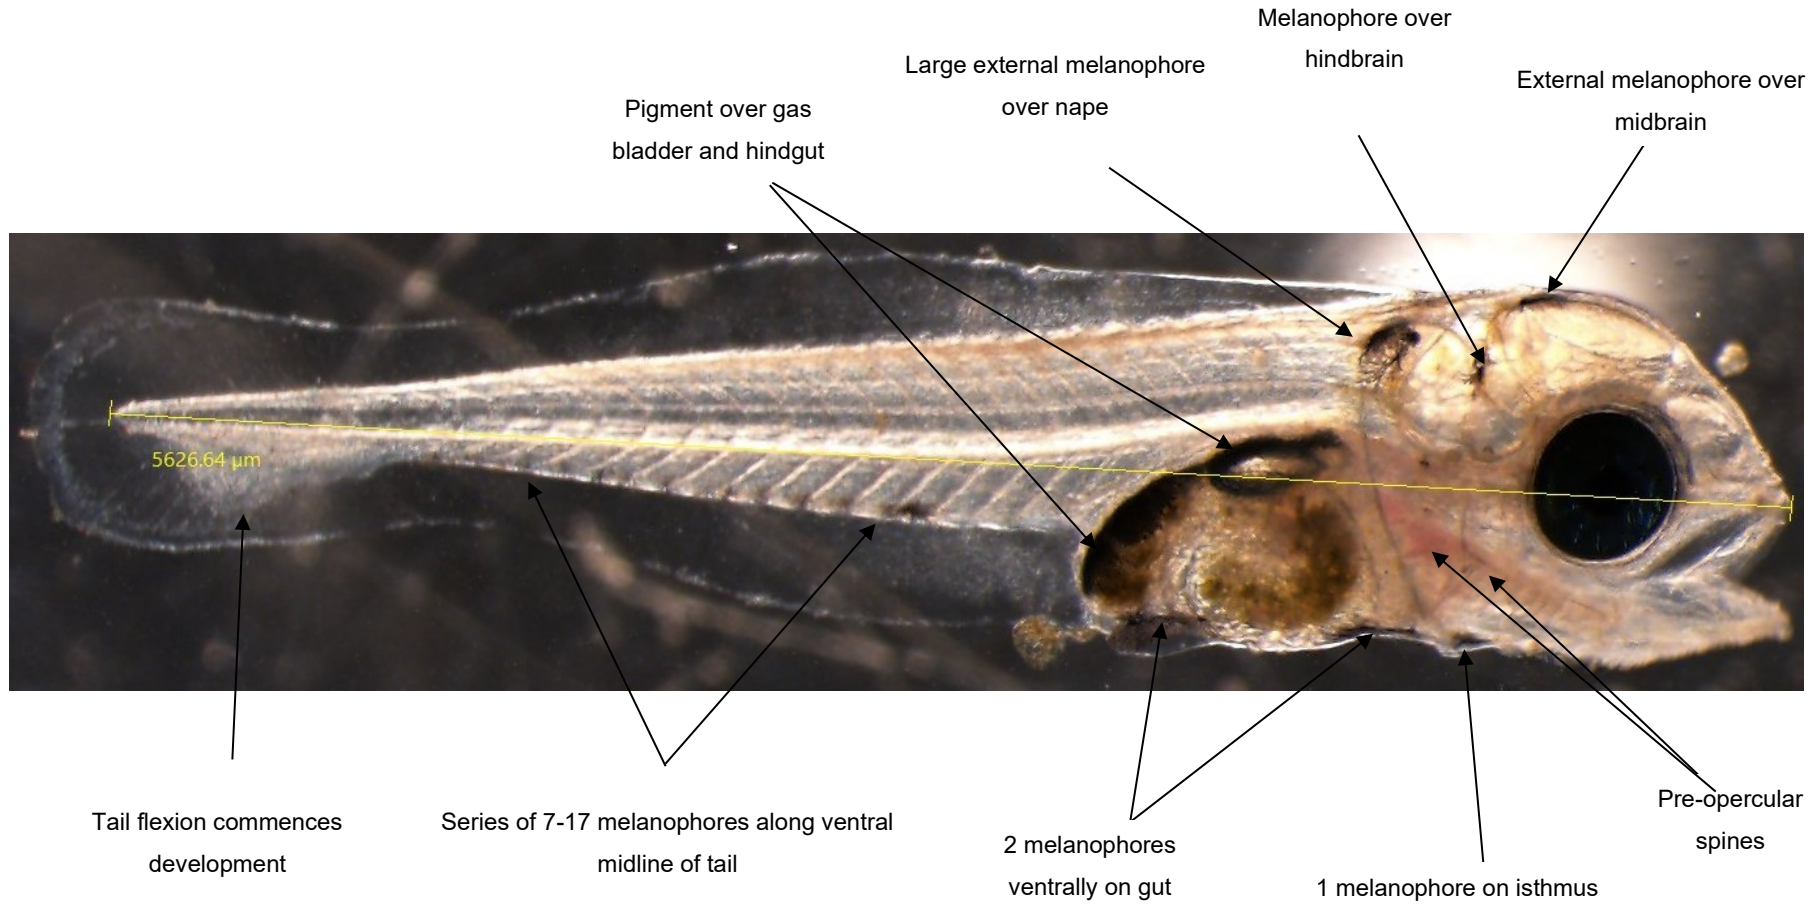 Melanophore over
hindbrain
Large external melanophore
over nape
External melanophore over
midbrain
Pigment over gas
bladder and hindgut
5626.64 µm
Tail flexion commences
development
Series of 7-17 melanophores along ventral
midline of tail
2 melanophores
ventrally on gut
1 melanophore on isthmus
Pre-opercular
spines